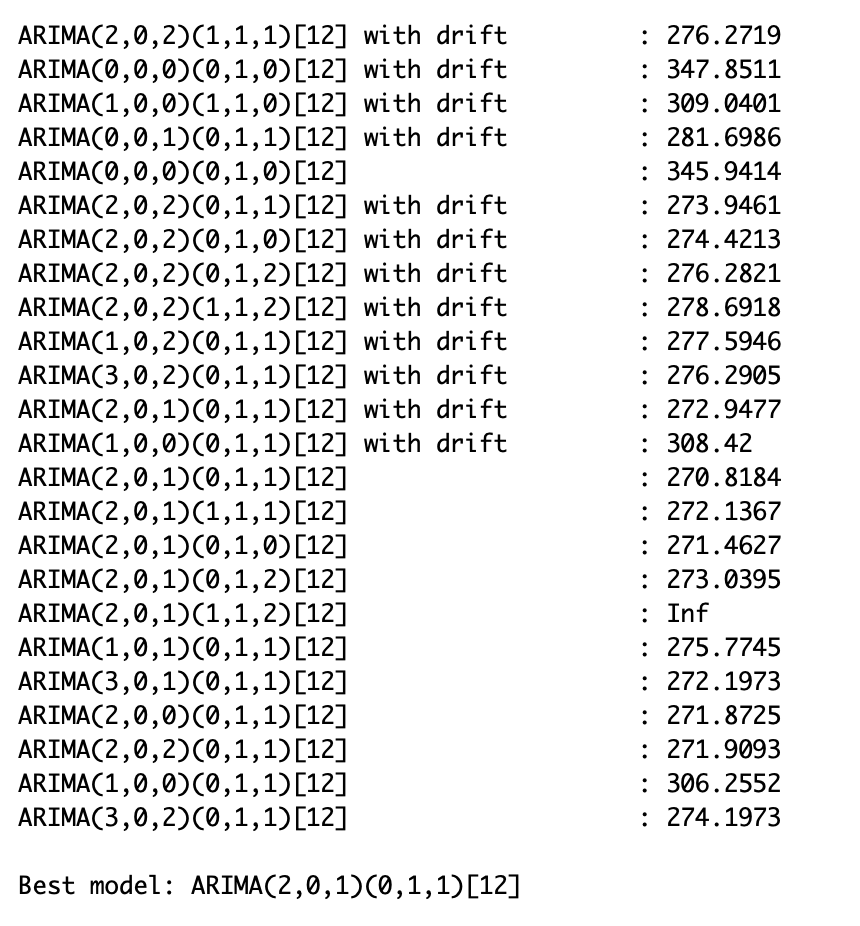 ARIMA(2,0,2)(1,1,1)[12] with drift : 276.2719
ARIMA(0,0,0)(0,1,0)[12] with drift : 347.8511
ARIMA(1,0,0)(1,1,0)[12] with drift : 309.0401
ARIMA(0,0,1)(0,1,1)[12] with drift : 281.6986
ARIMA(0,0,0)(0,1,0)[12] : 345.9414
ARIMA(2,0,2)(0,1,1)[12] with drift : 273.9461
ARIMA(2,0,2)(0,1,0)[12] with drift : 274.4213
ARIMA(2,0,2)(0,1,2)[12] with drift : 276.2821
ARIMA(2,0,2)(1,1,2)[12] with drift : 278.6918
ARIMA(1,0,2)(0,1,1)[12] with drift : 277.5946
ARIMA(3,0,2)(0,1,1)[12] with drift : 276.2905
ARIMA(2,0,1)(0,1,1)[12] with drift : 272.9477
ARIMA(1,0,0)(0,1,1)[12] with drift : 308.42
ARIMA(2,0,1)(0,1,1)[12] : 270.8184
ARIMA(2,0,1)(1,1,1)[12] : 272.1367
ARIMA(2,0,1)(0,1,0)[12] : 271.4627
ARIMA(2,0,1)(0,1,2)[12] : 273.0395
ARIMA(2,0,1)(1,1,2)[12] : Inf
ARIMA(1,0,1)(0,1,1)[12] : 275.7745
ARIMA(3,0,1)(0,1,1)[12] : 272.1973
ARIMA(2,0,0)(0,1,1)[12] : 271.8725
ARIMA(2,0,2)(0,1,1)[12] : 271.9093
ARIMA(1,0,0)(0,1,1)[12] : 306.2552
ARIMA(3,0,2)(0,1,1)[12] : 274.1973
Best model: ARIMA(2,0,1)(0,1,1)[12]